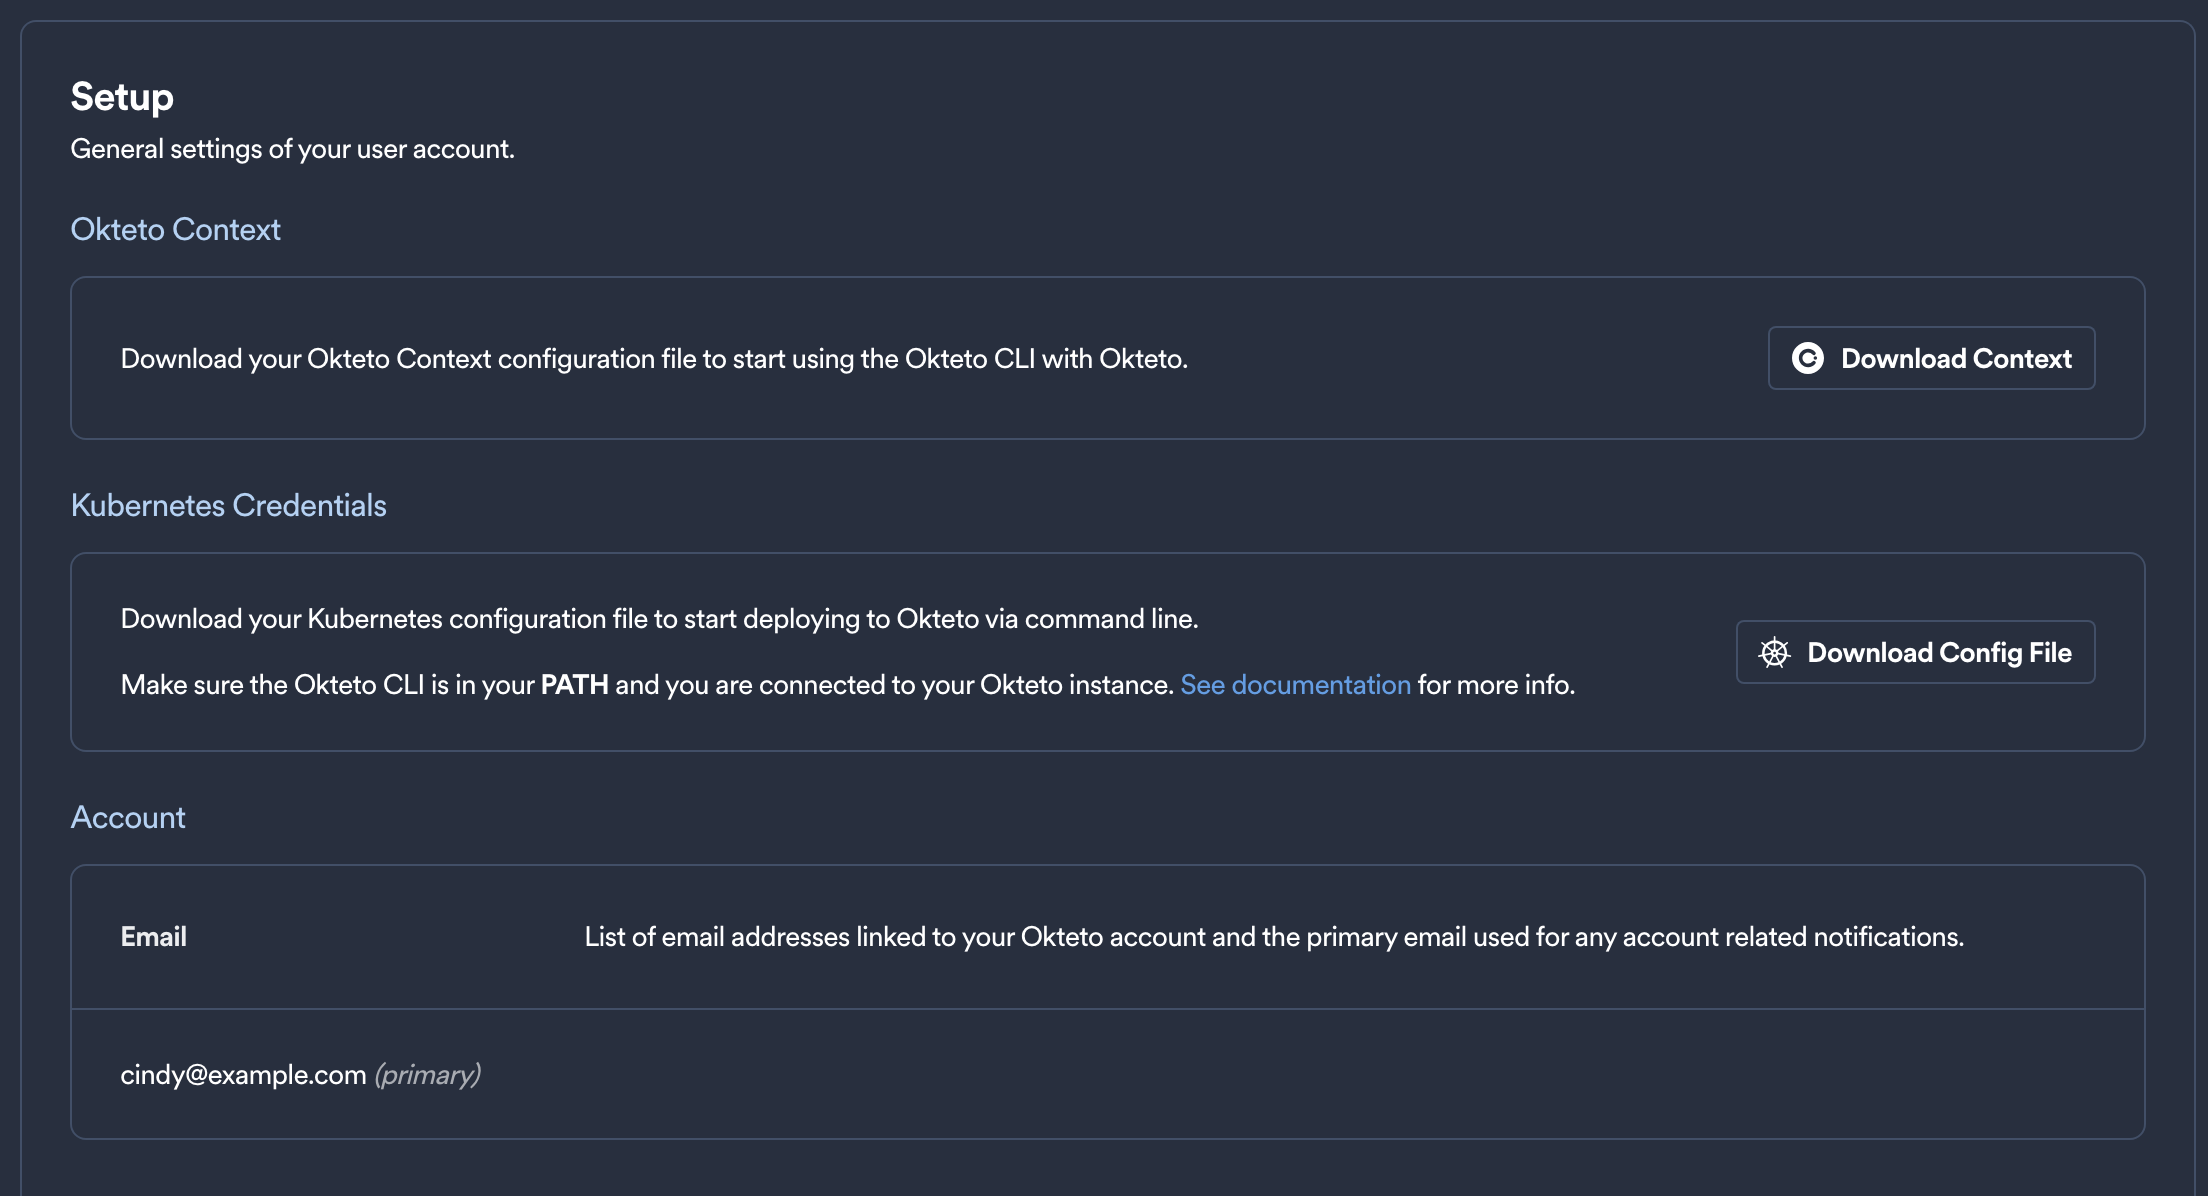 Setup
General settings of your user account.
Okteto Context
Download your Okteto Context configuration file to start using the Okteto CLI with Okteto.
Download Context
Kubernetes Credentials
Download your Kubernetes configuration file to start deploying to Okteto via command line.
Make sure the Okteto CLI is in your PATH and you are connected to your Okteto instance. See documentation for more info.
Download Config File
Account
Email
List of email addresses linked to your Okteto account and the primary email used for any account related notifications.
cindy@example.com (primary)